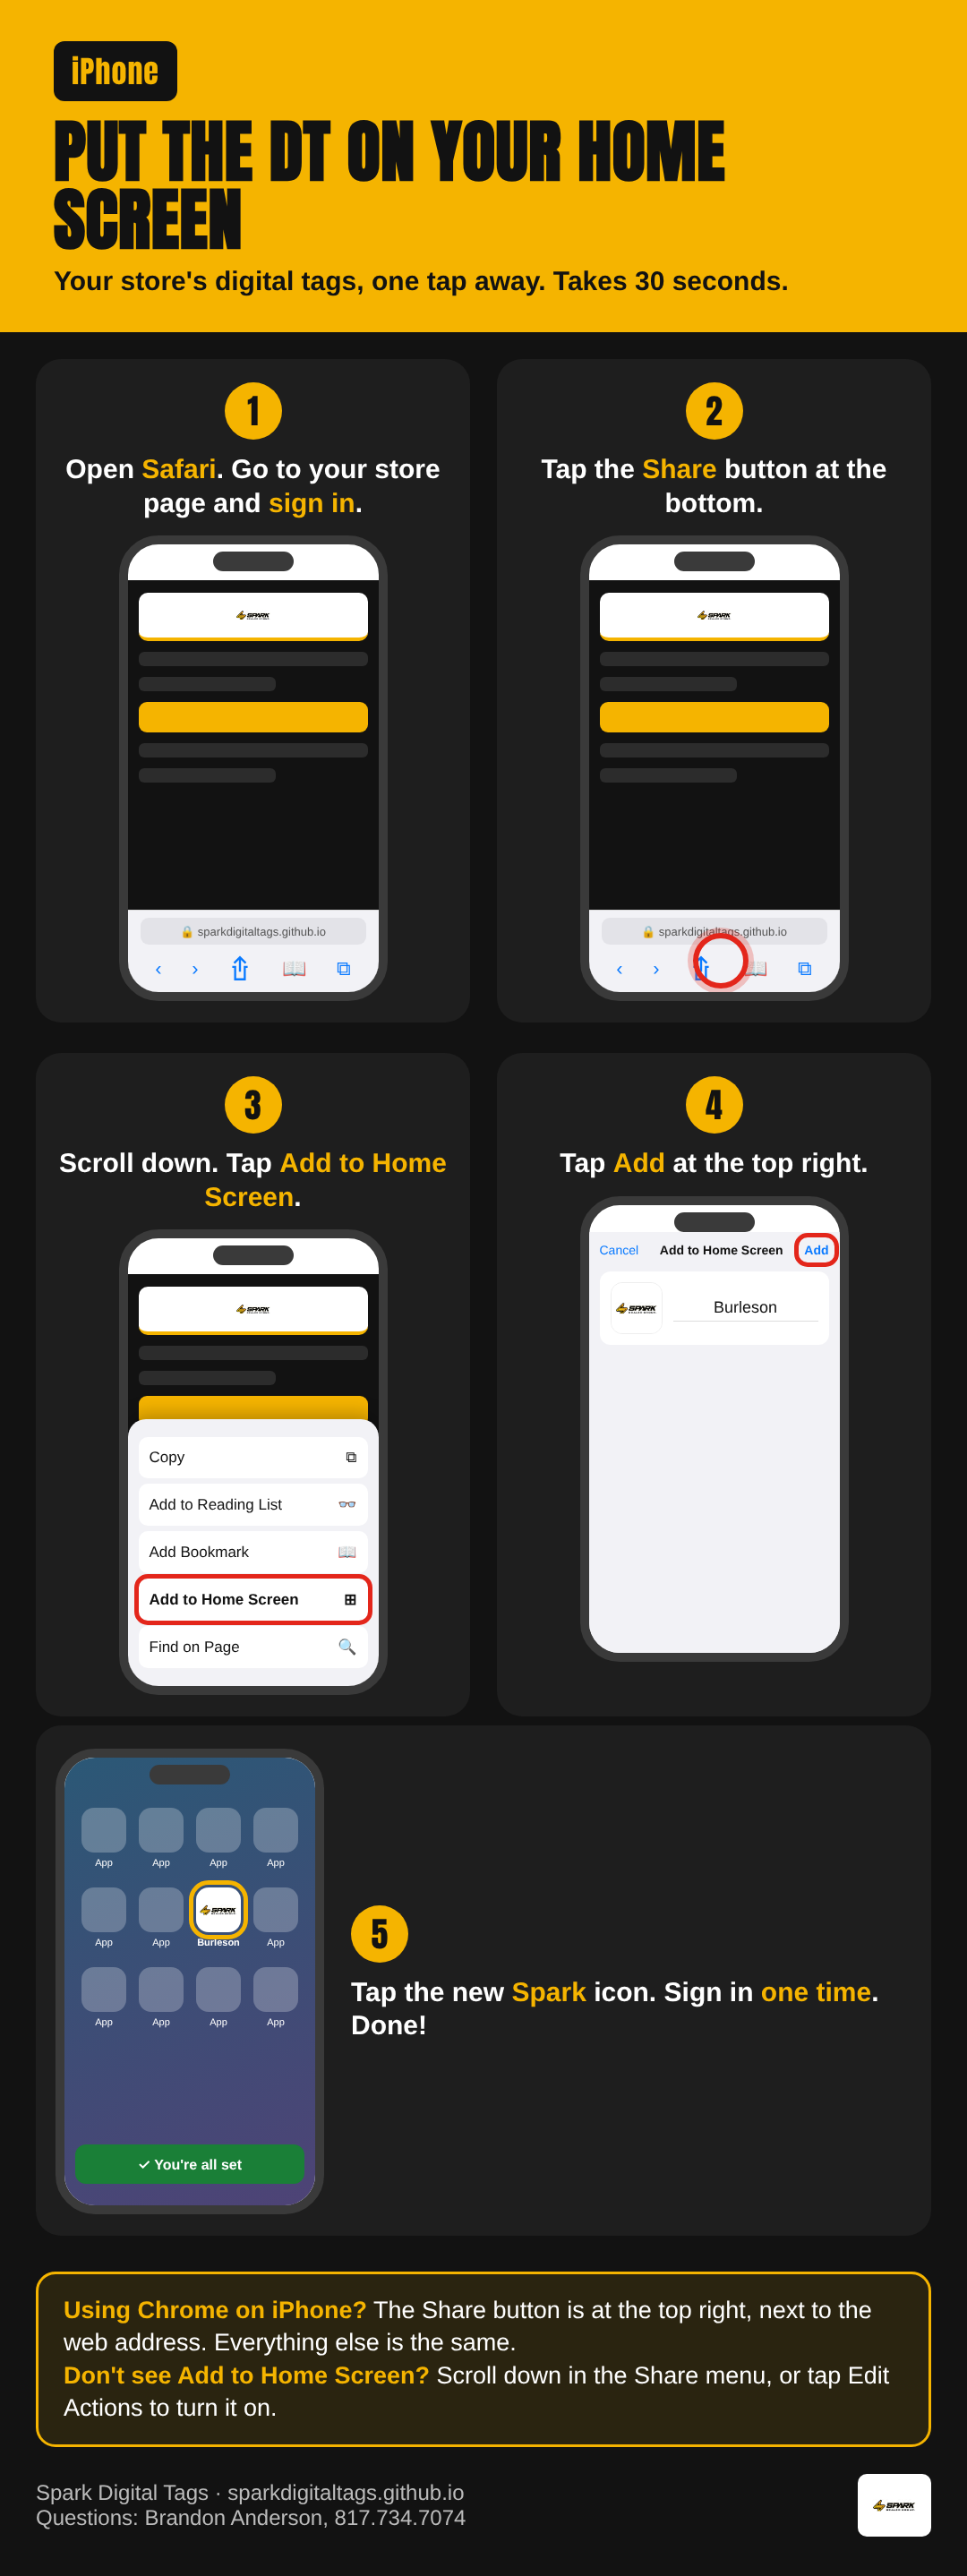 iPhone
PUT THE DT ON YOUR HOME
SCREEN
Your store's digital tags, one tap away. Takes 30 seconds.
1
Open Safari. Go to your store
page and sign in.
SPARK
sparkdigitaltags.github.io
2
Tap the Share button at the
bottom.
SPARK
sparkdigitaltags.github.io
3
Scroll down. Tap Add to Home
Screen.
SPARK
Copy
Add to Reading List
Add Bookmark
Add to Home Screen
Find on Page
4
Tap Add at the top right.
Cancel Add to Home Screen Add
SPARK
Burleson
App App App App
SPARK
App App Burleson App
App App App App
✓ You're all set
5
Tap the new Spark icon. Sign in one time.
Done!
Using Chrome on iPhone? The Share button is at the top right, next to the
web address. Everything else is the same.
Don't see Add to Home Screen? Scroll down in the Share menu, or tap Edit
Actions to turn it on.
Spark Digital Tags · sparkdigitaltags.github.io
Questions: Brandon Anderson, 817.734.7074
SPARK